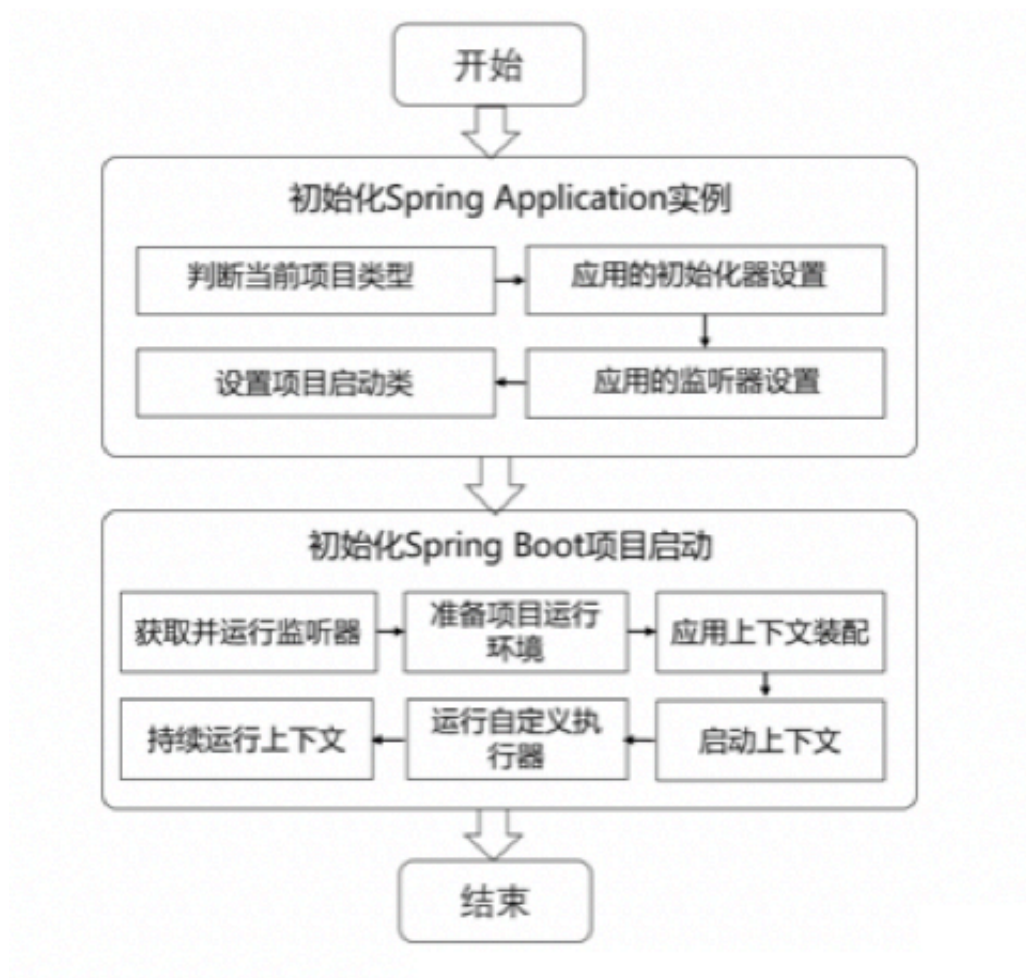 开始
初始化Spring Application实例
判断当前项目类型
应用的初始化器设置
设置项目启动类
应用的监听器设置
初始化Spring Boot项目启动
获取并运行监听器
准备项目运行
环境
应用上下文装配
持续运行上下文
运行自定义执
行器
启动上下文
结束